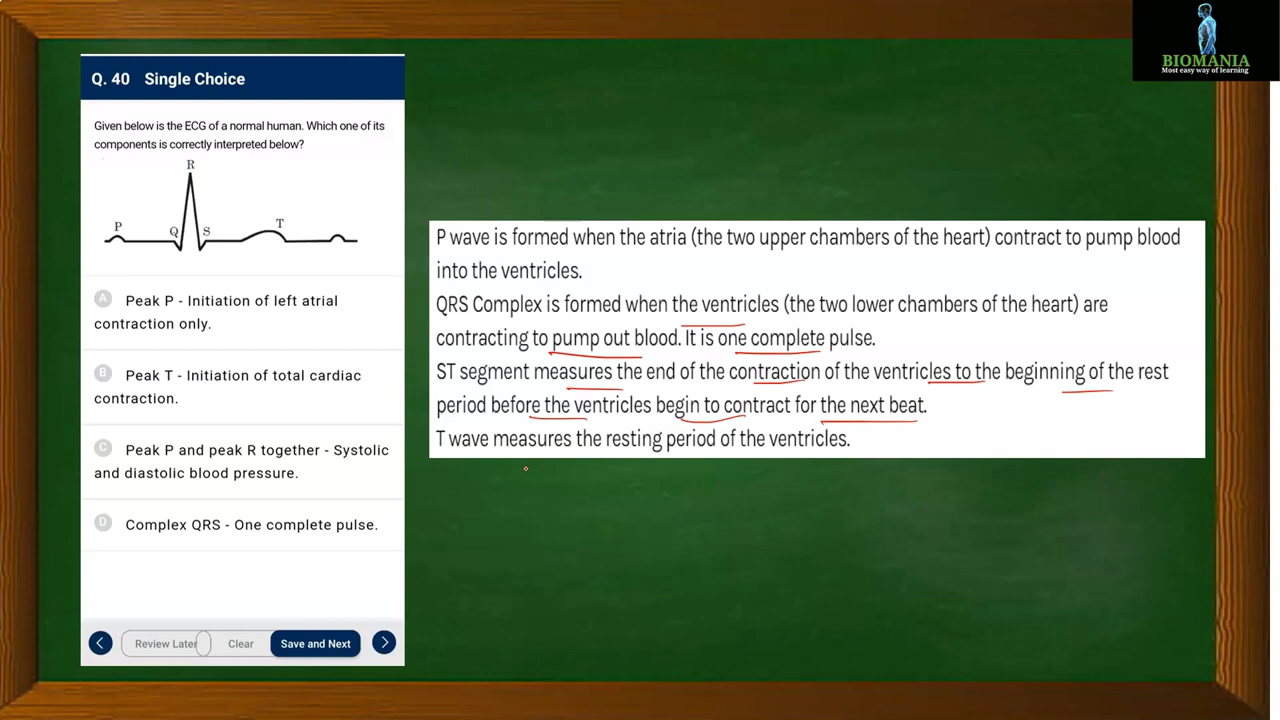 BIOMANIA
Most easy way of learning
Q. 40 Single Choice
Given below is the ECG of a normal human. Which one of its
components is correctly interpreted below?
R
P
Q
S
T
A Peak P - Initiation of left atrial
contraction only.
B Peak T - Initiation of total cardiac
contraction.
C Peak P and peak R together - Systolic
and diastolic blood pressure.
D Complex QRS - One complete pulse.
Review Later
Clear
Save and Next
P wave is formed when the atria (the two upper chambers of the heart) contract to pump blood
into the ventricles.
QRS Complex is formed when the ventricles (the two lower chambers of the heart) are
contracting to pump out blood. It is one complete pulse.
ST segment measures the end of the contraction of the ventricles to the beginning of the rest
period before the ventricles begin to contract for the next beat.
T wave measures the resting period of the ventricles.